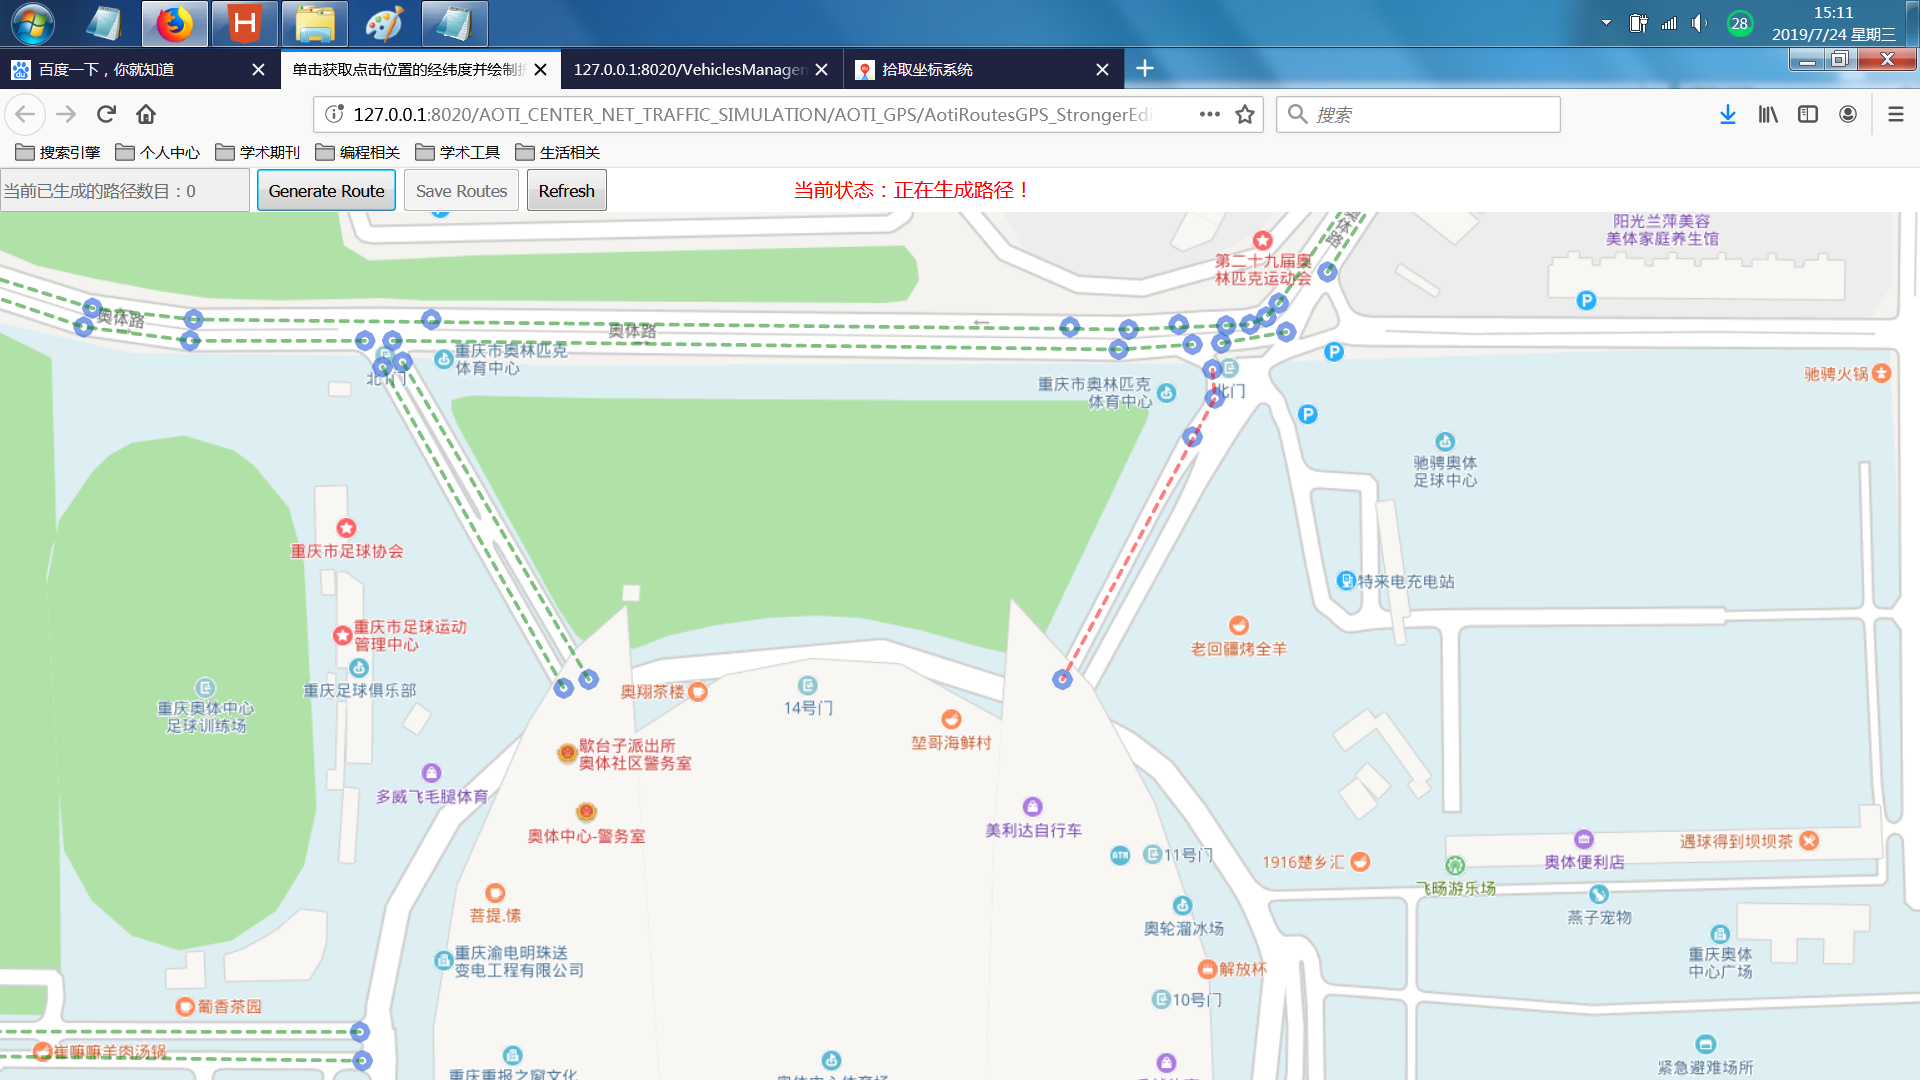 15:11
28
2019/7/24 星期三
百度一下，你就知道
单击获取点击位置的经纬度并绘制折
127.0.0.1:8020/VehiclesManager
拾取坐标系统
127.0.0.1:8020/AOTI_CENTER_NET_TRAFFIC_SIMULATION/AOTI_GPS/AotiRoutesGPS_StrongerEdi
搜索
搜索引擎
个人中心
学术期刊
编程相关
学术工具
生活相关
当前已生成的路径数目：0
Generate Route
Save Routes
Refresh
当前状态：正在生成路径！
阳光兰萍美容
美体家庭养生馆
体路
第二十九届奥
林匹克运动会
P
奥体路
奥体路
重庆市奥林匹克
体育中心
P
北1门
重庆市奥林匹克
体育中心
北门
驰骋火锅
P
驰骋奥体
足球中心
重庆市足球协会
特来电充电站
重庆市足球运动
管理中心
老回疆烤全羊
重庆足球俱乐部
奥翔茶楼
14号门
重庆奥体中心
足球训练场
堃哥海鲜村
歇台子派出所
奥体社区警务室
多威飞毛腿体育
奥体中心-警务室
美利达自行车
ATM
11号门
1916楚乡汇
奥体便利店
遇球得到坝坝茶
飞旸游乐场
菩提.愫
燕子宠物
奥轮溜冰场
重庆渝电明珠送
变电工程有限公司
重庆奥体
中心广场
解放杯
10号门
葡香茶园
崔嘛嘛羊肉汤锅
紧急避难场所
重庆重报之窗文化
奥体中心体育场